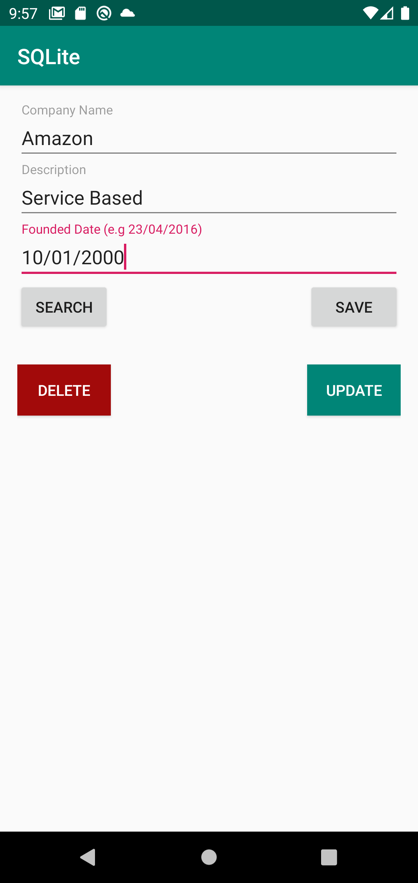 9:57
SQLite
Company Name
Amazon
Description
Service Based
Founded Date (e.g 23/04/2016)
10/01/2000
SEARCH SAVE
DELETE UPDATE